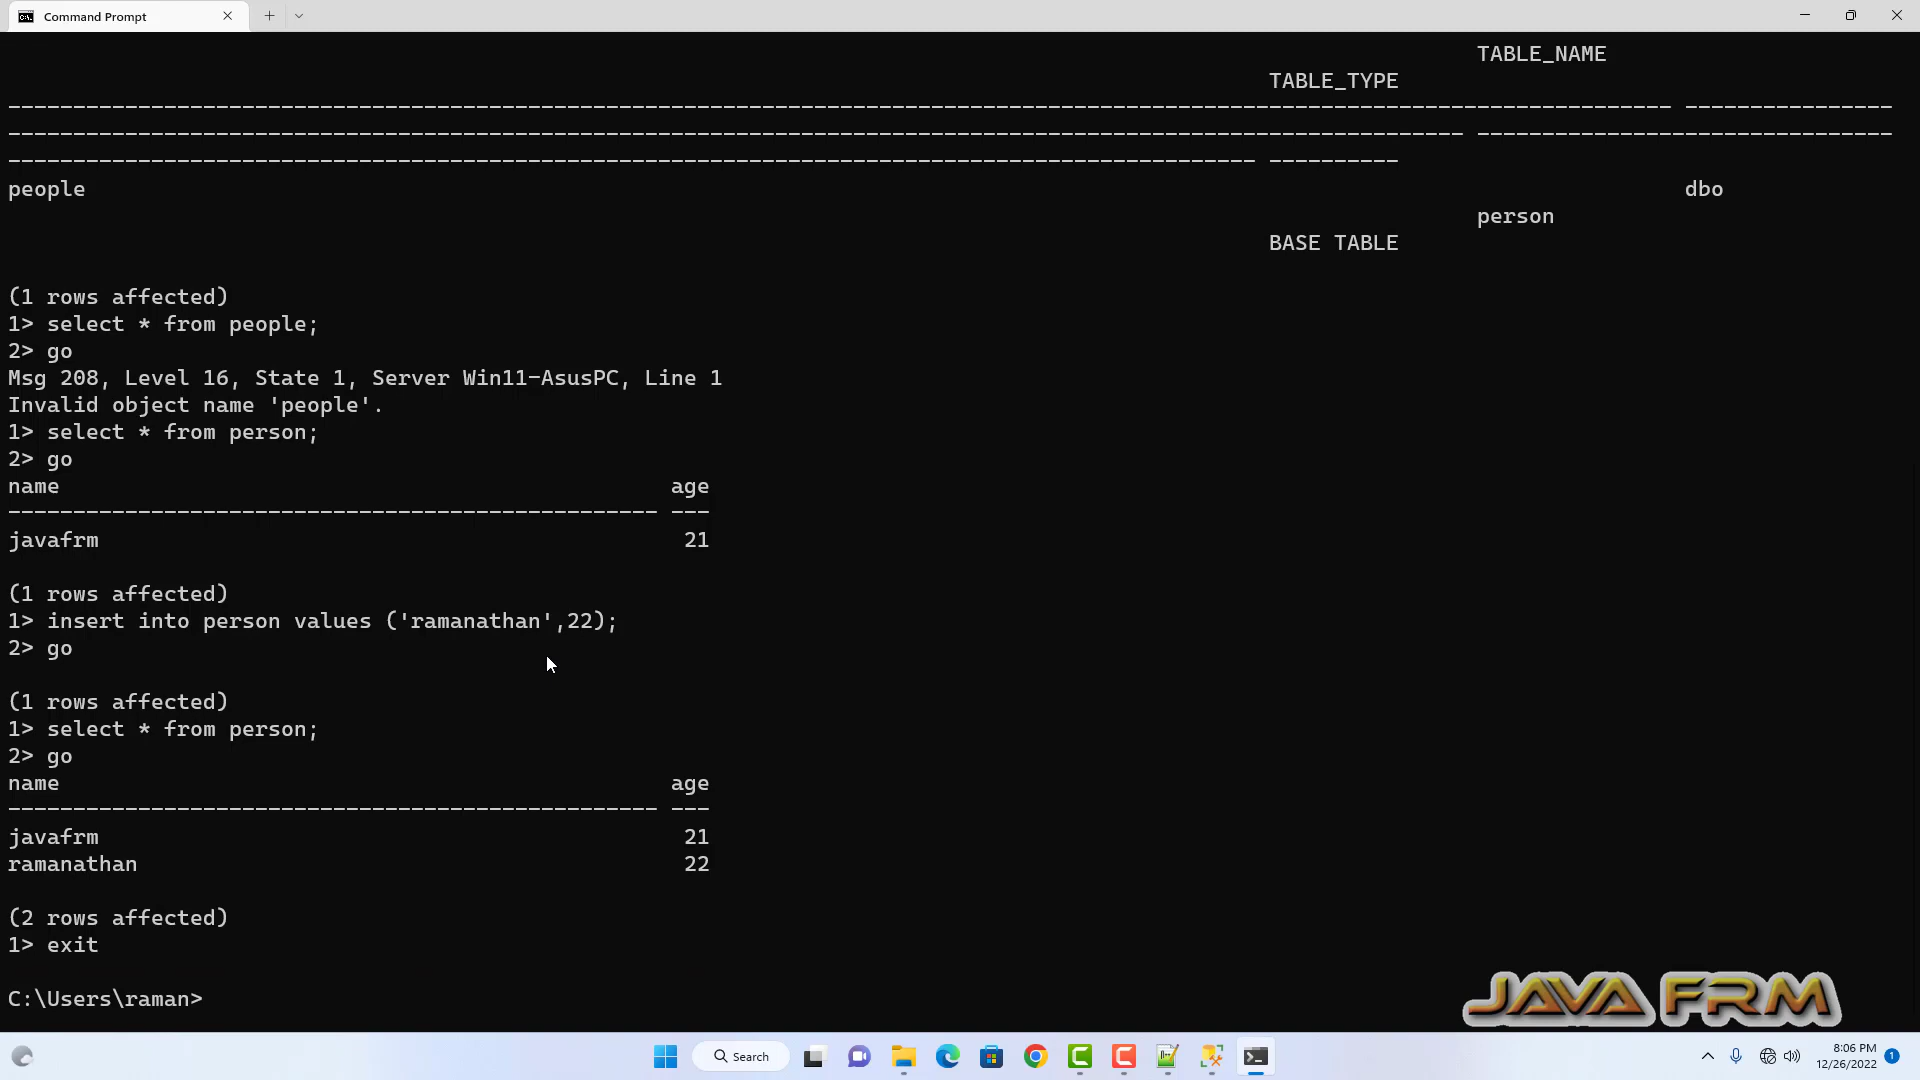 Command Prompt
TABLE_NAME
TABLE_TYPE
--------------------------------------------------------------------------------------------------------------------------------- ----------------
----------------------------------------------------------------------------------------------------------------- --------------------------------
------------------------------------------------------------------------------------------------- ----------
people dbo
person
BASE TABLE
(1 rows affected)
1> select * from people;
2> go
Msg 208, Level 16, State 1, Server Win11-AsusPC, Line 1
Invalid object name 'people'.
1> select * from person;
2> go
name age
--------------------------------------------------- ---
javafrm 21
(1 rows affected)
1> insert into person values ('ramanathan',22);
2> go
(1 rows affected)
1> select * from person;
2> go
name age
--------------------------------------------------- ---
javafrm 21
ramanathan 22
(2 rows affected)
1> exit
C:\Users\raman>
JAVA FRM
Search
8:06 PM
12/26/2022
1